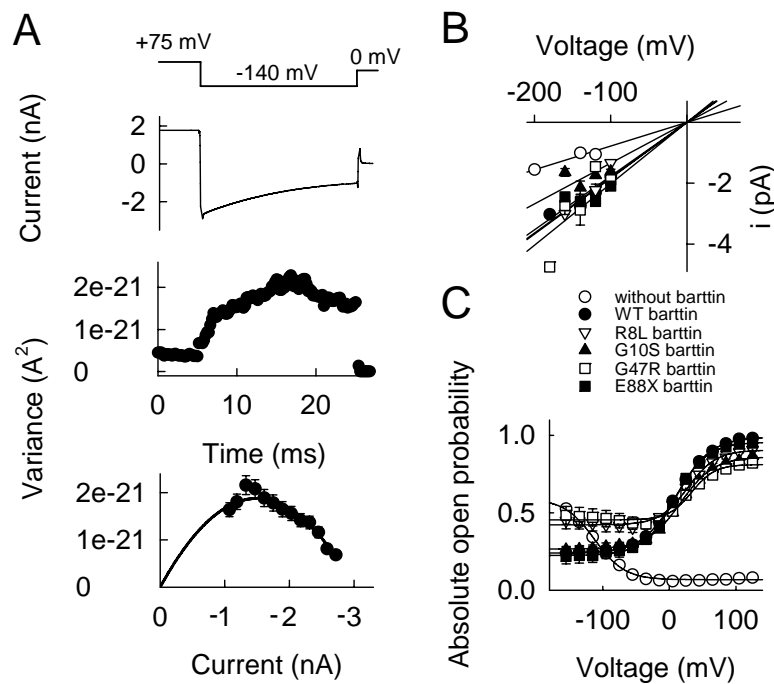 A
+75 mV
-140 mV
0 mV
Current (nA)
2
0
-2
Variance (A²)
2e-21
1e-21
0
0 10 20
Time (ms)
2e-21
1e-21
0
0 -1 -2 -3
Current (nA)
B
Voltage (mV)
-200 -100
-2
-4
i (pA)
without barttin
WT barttin
R8L barttin
G10S barttin
G47R barttin
E88X barttin
C
Absolute open probability
1.0
0.5
0.0
-100 0 100
Voltage (mV)